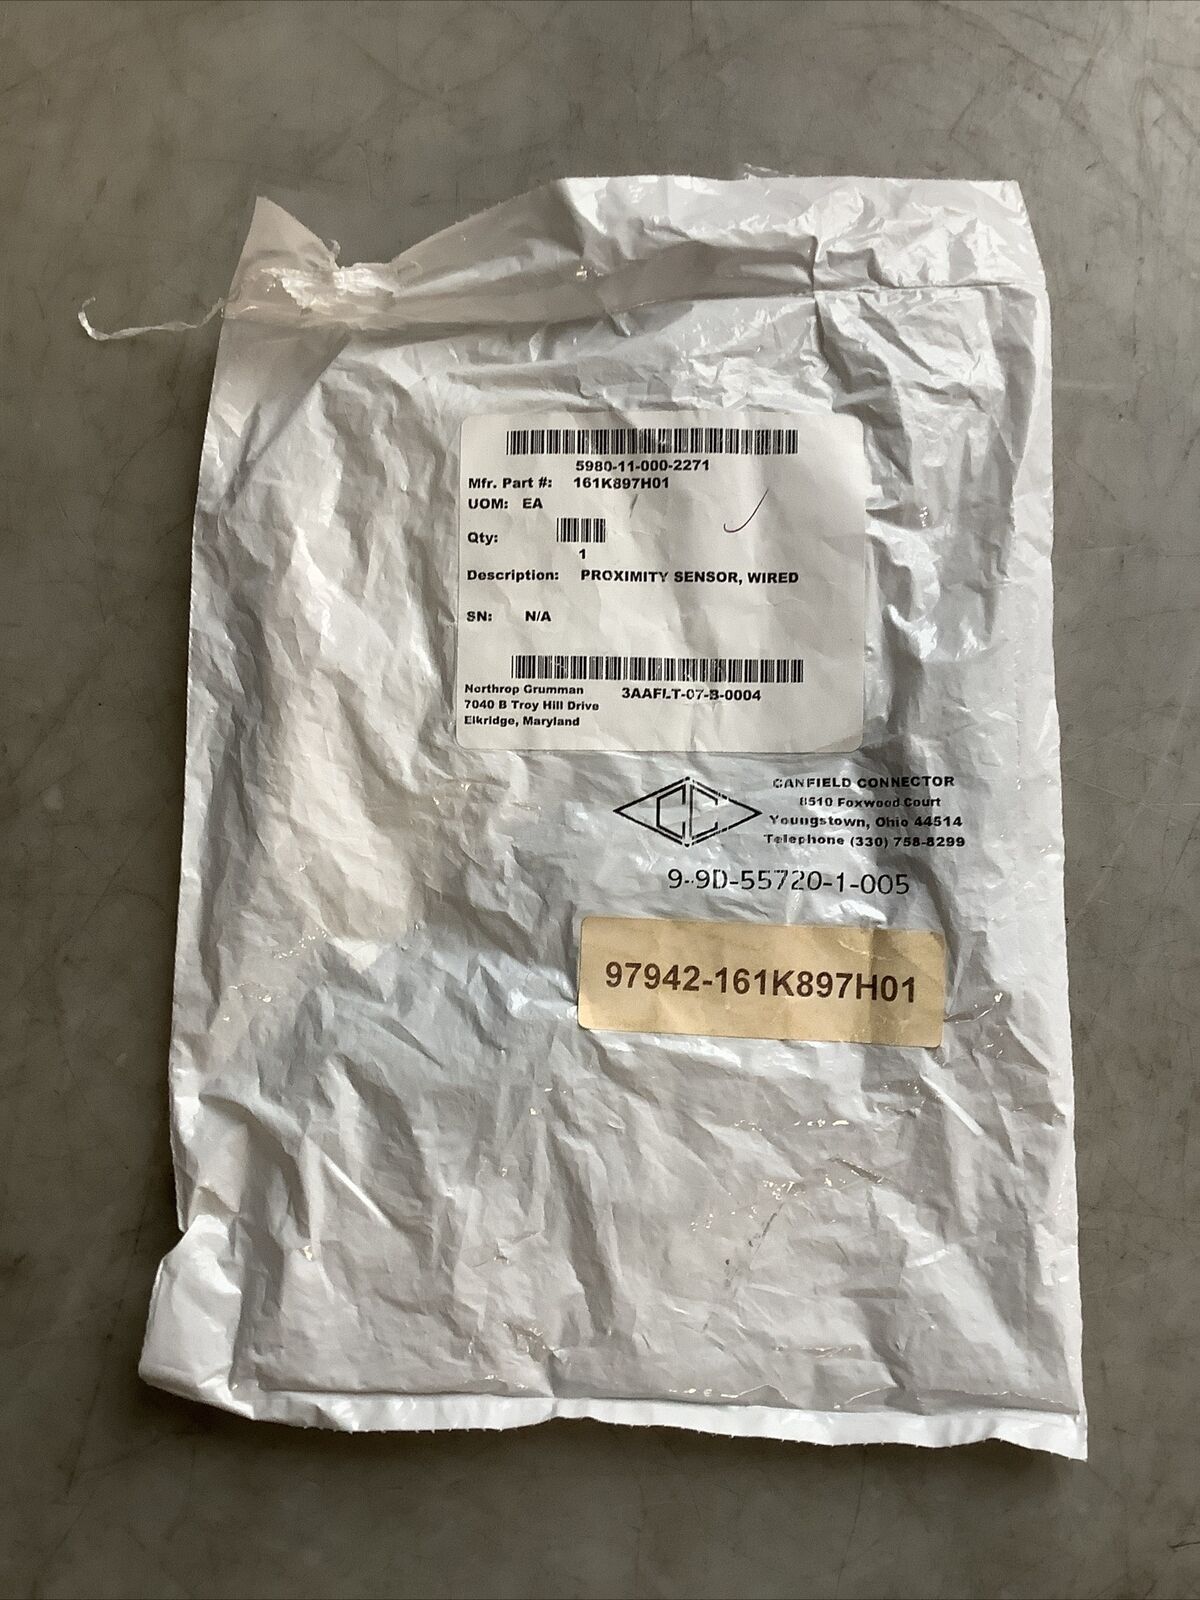 5980-11-000-2271
Mfr. Part #: 161K897H01
UOM: EA
Qty:
1
Description: PROXIMITY SENSOR, WIRED
SN: N/A
3AAFLT-07-B-0004
Northrop Grumman
7040 B Troy Hill Drive
Elkridge, Maryland
CC
CANFIELD CONNECTOR
8510 Foxwood Court
Youngstown, Ohio 44514
Telephone (330) 758-8299
9-9D-55720-1-005
97942-161K897H01